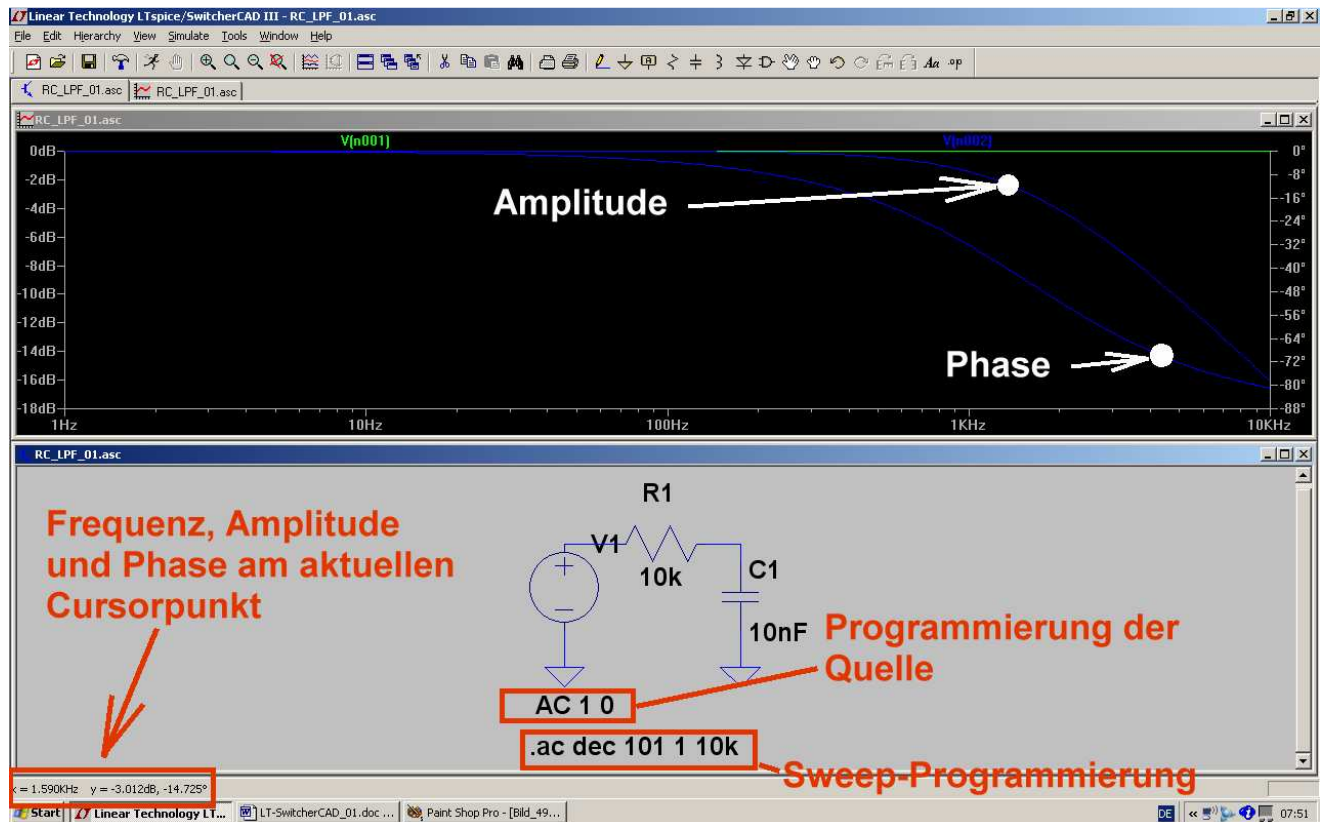 Linear Technology LTspice/SwitcherCAD III - RC_LPF_01.asc
File Edit Hierarchy View Simulate Tools Window Help
Aa .op
RC_LPF_01.asc RC_LPF_01.asc
RC_LPF_01.asc
V(n001) V(n002)
0dB 0°
-2dB -8°
-4dB -16°
-24°
-6dB -32°
-8dB -40°
-10dB -48°
-12dB -56°
-64°
-14dB -72°
-16dB -80°
-18dB -88°
1Hz 10Hz 100Hz 1KHz 10KHz
Amplitude
Phase
RC_LPF_01.asc
Frequenz, Amplitude
und Phase am aktuellen
Cursorpunkt
R1
V1
10k
C1
10nF
Programmierung der
Quelle
AC 1 0
.ac dec 101 1 10k
Sweep-Programmierung
x = 1.590KHz y = -3.012dB, -14.725°
Start Linear Technology LT... LT-SwitcherCAD_01.doc ... Paint Shop Pro - [Bild_49... DE « 07:51